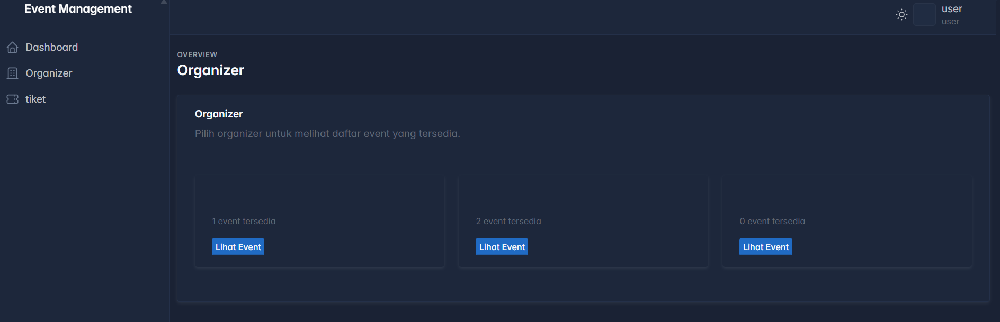 Event Management
user
user
Dashboard
Organizer
tiket
OVERVIEW
Organizer
Organizer
Pilih organizer untuk melihat daftar event yang tersedia.
1 event tersedia
2 event tersedia
0 event tersedia
Lihat Event
Lihat Event
Lihat Event